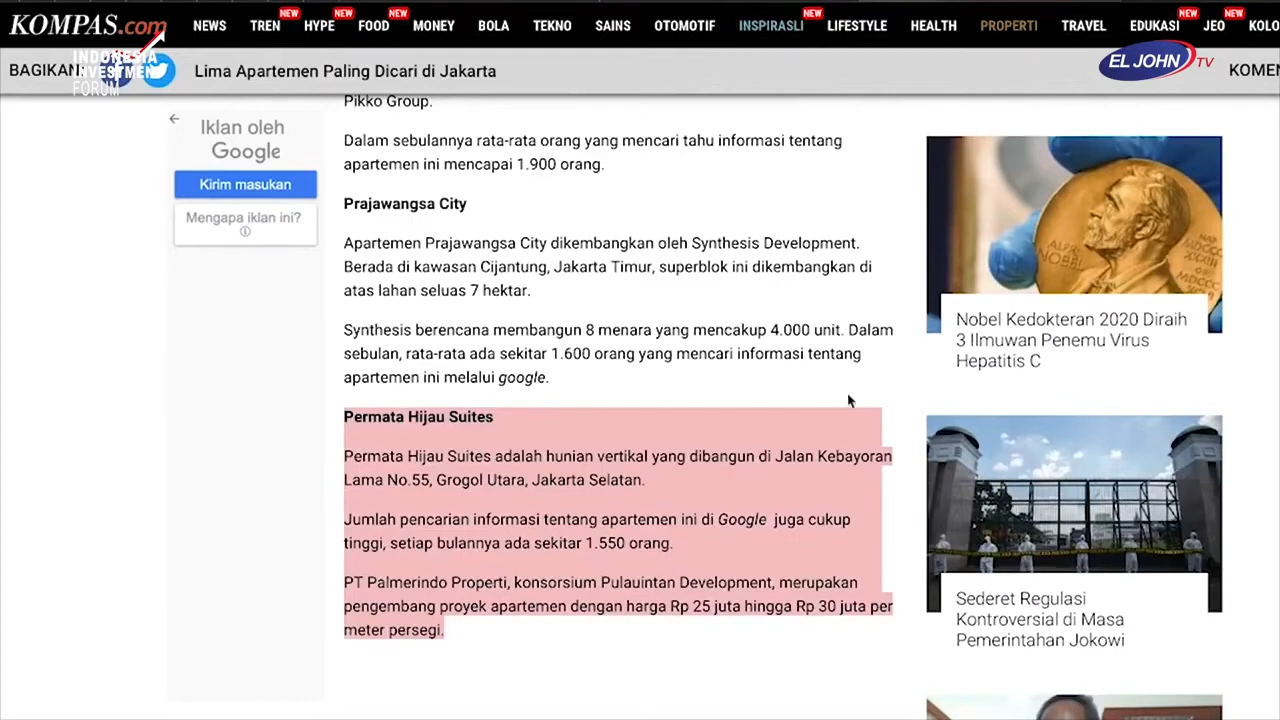 KOMPAS.com
NEWS TREN NEW HYPE NEW FOOD NEW MONEY BOLA TEKNO SAINS OTOMOTIF INSPIRASLI NEW LIFESTYLE HEALTH PROPERTI TRAVEL EDUKASI NEW JEO NEW KOLO
BAGIKAN:
INDONESIA
INVESTMENT
FORUM
Lima Apartemen Paling Dicari di Jakarta
EL JOHN TV
KOMEN
Iklan oleh
Google
Kirim masukan
Mengapa iklan ini?
Pikko Group.
Dalam sebulannya rata-rata orang yang mencari tahu informasi tentang
apartemen ini mencapai 1.900 orang.
Prajawangsa City
Apartemen Prajawangsa City dikembangkan oleh Synthesis Development.
Berada di kawasan Cijantung, Jakarta Timur, superblok ini dikembangkan di
atas lahan seluas 7 hektar.
Synthesis berencana membangun 8 menara yang mencakup 4.000 unit. Dalam
sebulan, rata-rata ada sekitar 1.600 orang yang mencari informasi tentang
apartemen ini melalui google.
Permata Hijau Suites
Permata Hijau Suites adalah hunian vertikal yang dibangun di Jalan Kebayoran
Lama No.55, Grogol Utara, Jakarta Selatan.
Jumlah pencarian informasi tentang apartemen ini di Google juga cukup
tinggi, setiap bulannya ada sekitar 1.550 orang.
PT Palmerindo Properti, konsorsium Pulauintan Development, merupakan
pengembang proyek apartemen dengan harga Rp 25 juta hingga Rp 30 juta per
meter persegi.
Nobel Kedokteran 2020 Diraih
3 Ilmuwan Penemu Virus
Hepatitis C
Sederet Regulasi
Kontroversial di Masa
Pemerintahan Jokowi